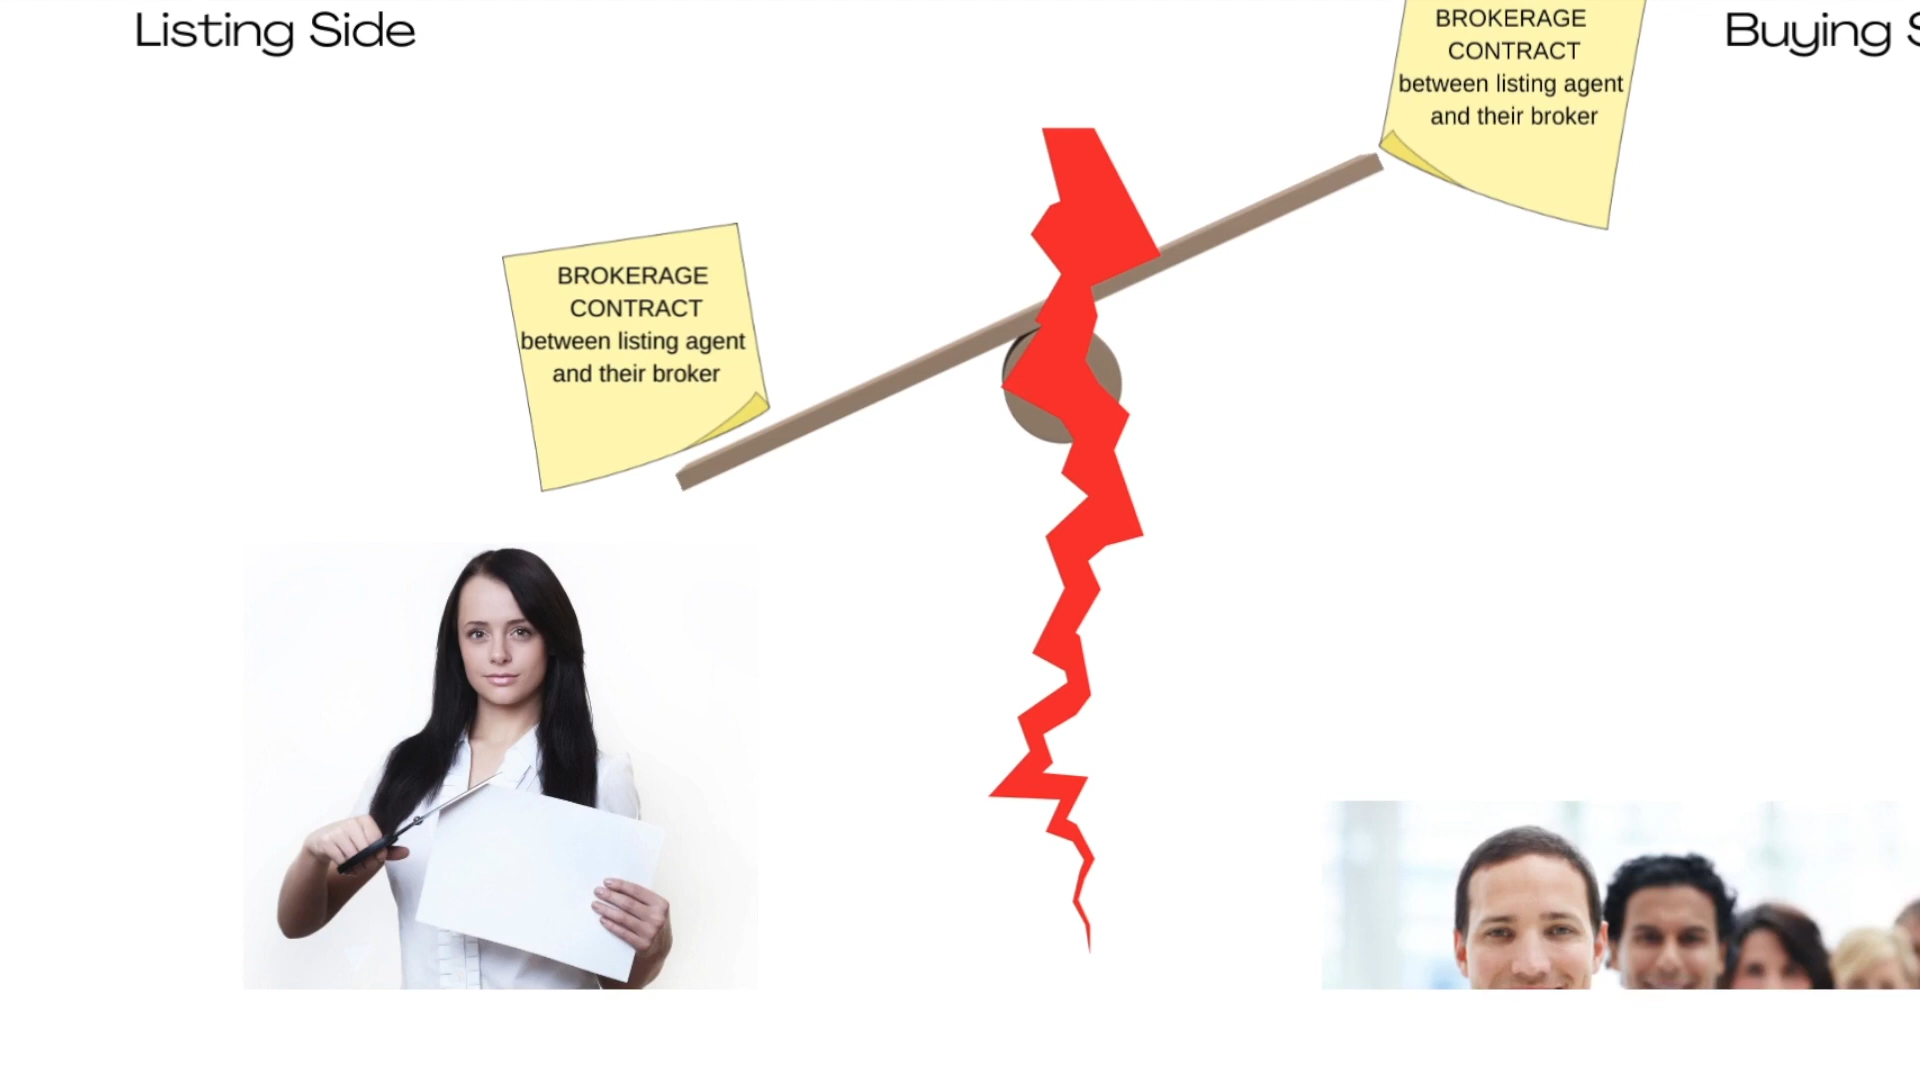 Listing Side
Buying S
BROKERAGE
CONTRACT
between listing agent
and their broker
BROKERAGE
CONTRACT
between listing agent
and their broker